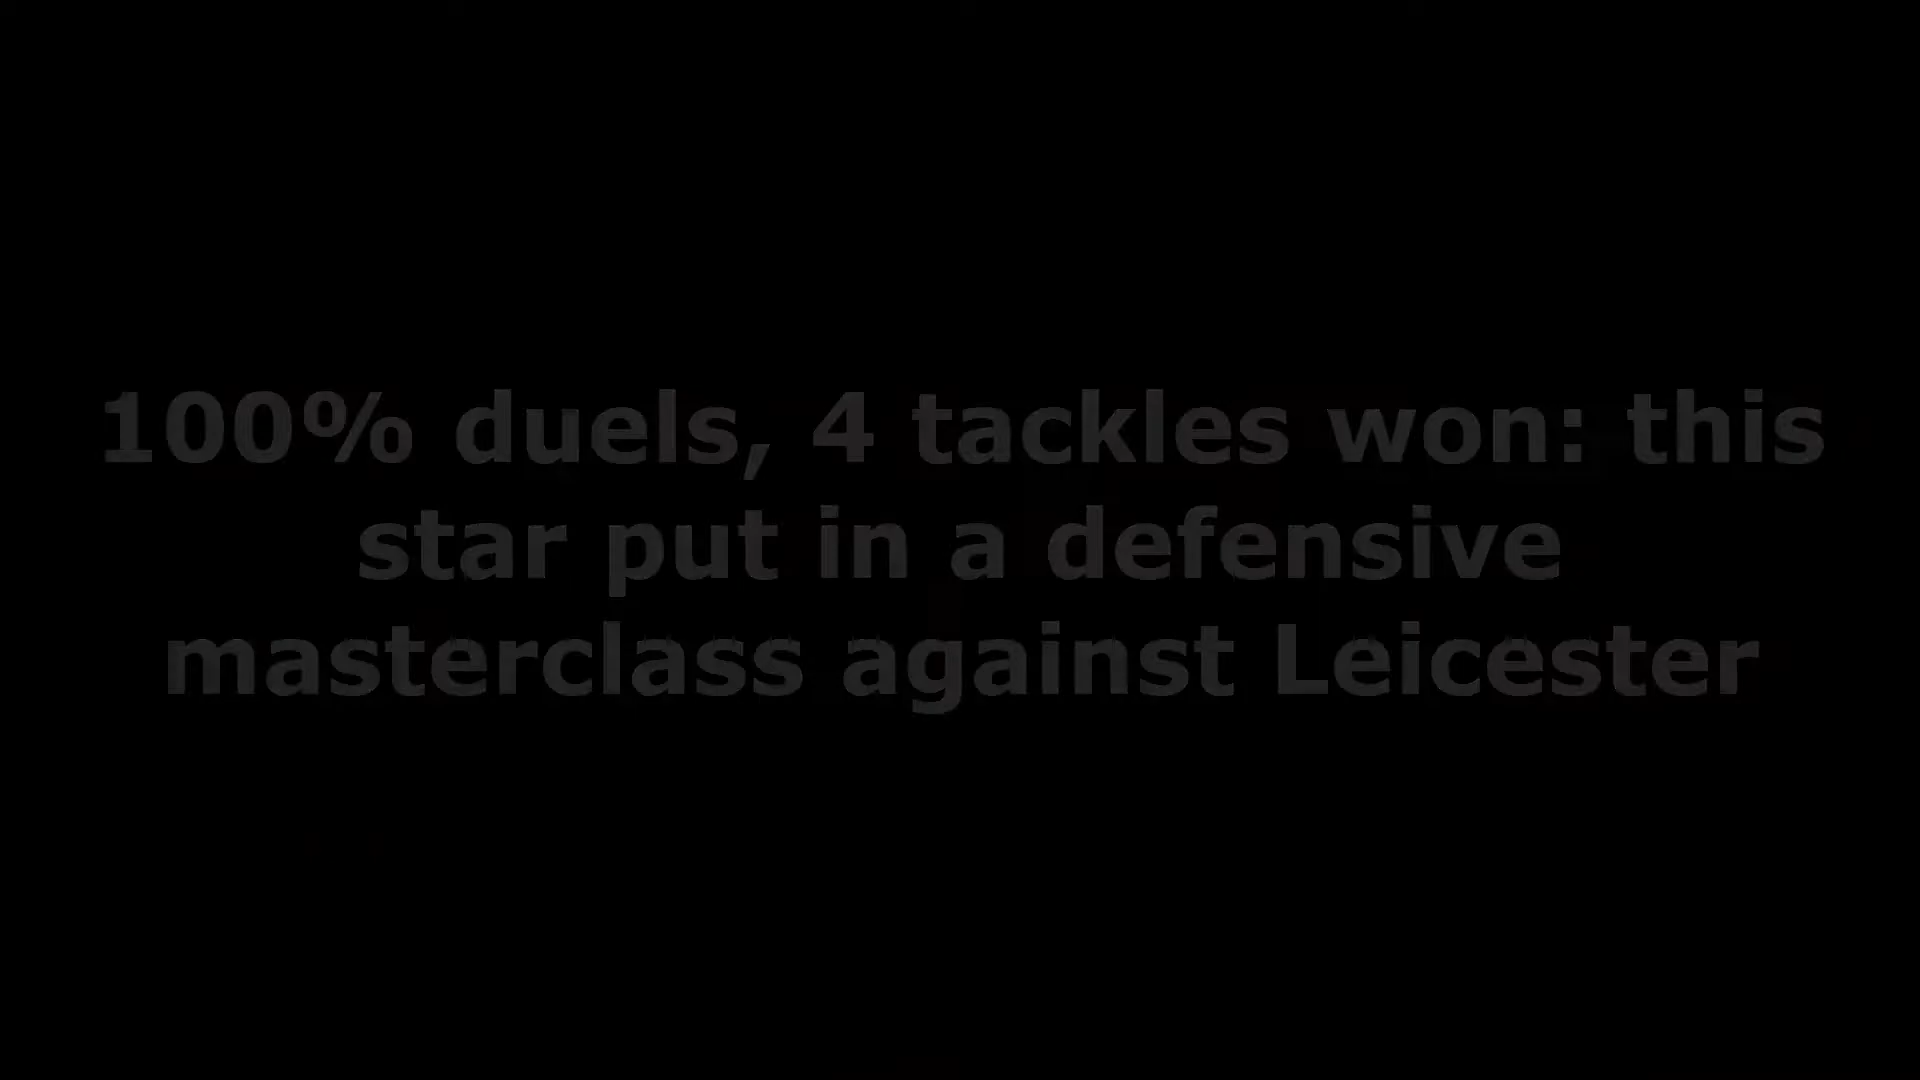 100% duels, 4 tackles won: this
star put in a defensive
masterclass against Leicester